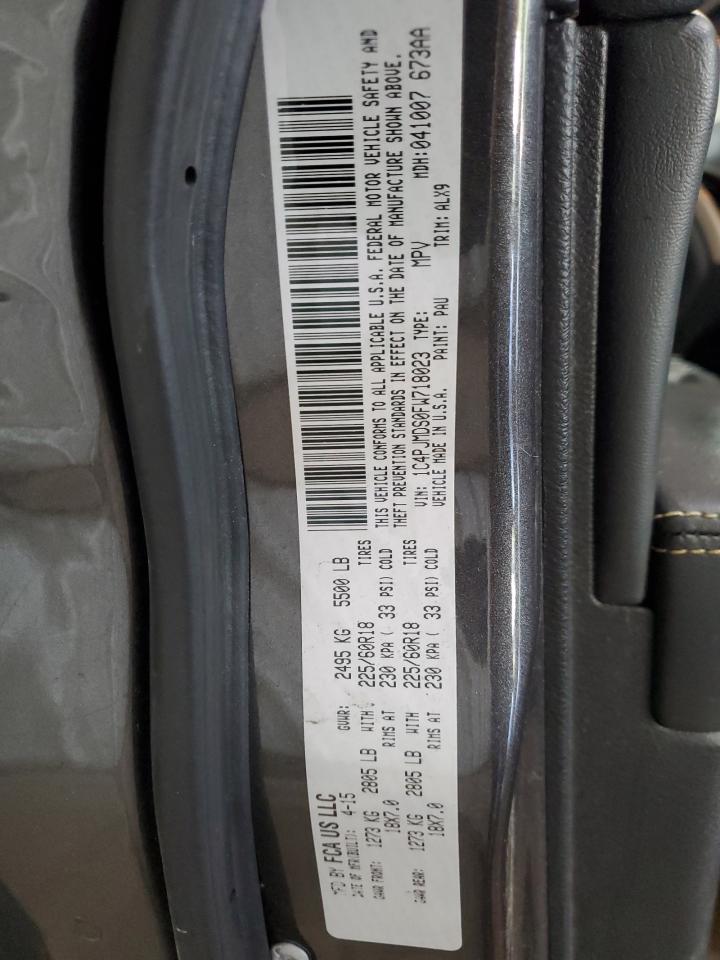 MFD BY FCA US LLC
DATE OF MFR(BUILT): 4-15 GVWR: 2495 KG 5500 LB
GAWR FRONT: 1273 KG 2805 LB WITH 225/60R18 TIRES
18X7.0 RIMS AT 230 KPA ( 33 PSI) COLD
GAWR REAR: 1273 KG 2805 LB WITH 225/60R18 TIRES
18X7.0 RIMS AT 230 KPA ( 33 PSI) COLD
THIS VEHICLE CONFORMS TO ALL APPLICABLE U.S.A. FEDERAL MOTOR VEHICLE SAFETY AND
THEFT PREVENTION STANDARDS IN EFFECT ON THE DATE OF MANUFACTURE SHOWN ABOVE.
VIN: 1C4PJMDS0FW718023 TYPE: MPV MDH:041007 673AA
VEHICLE MADE IN U.S.A. PAINT: PAU TRIM: ALX9